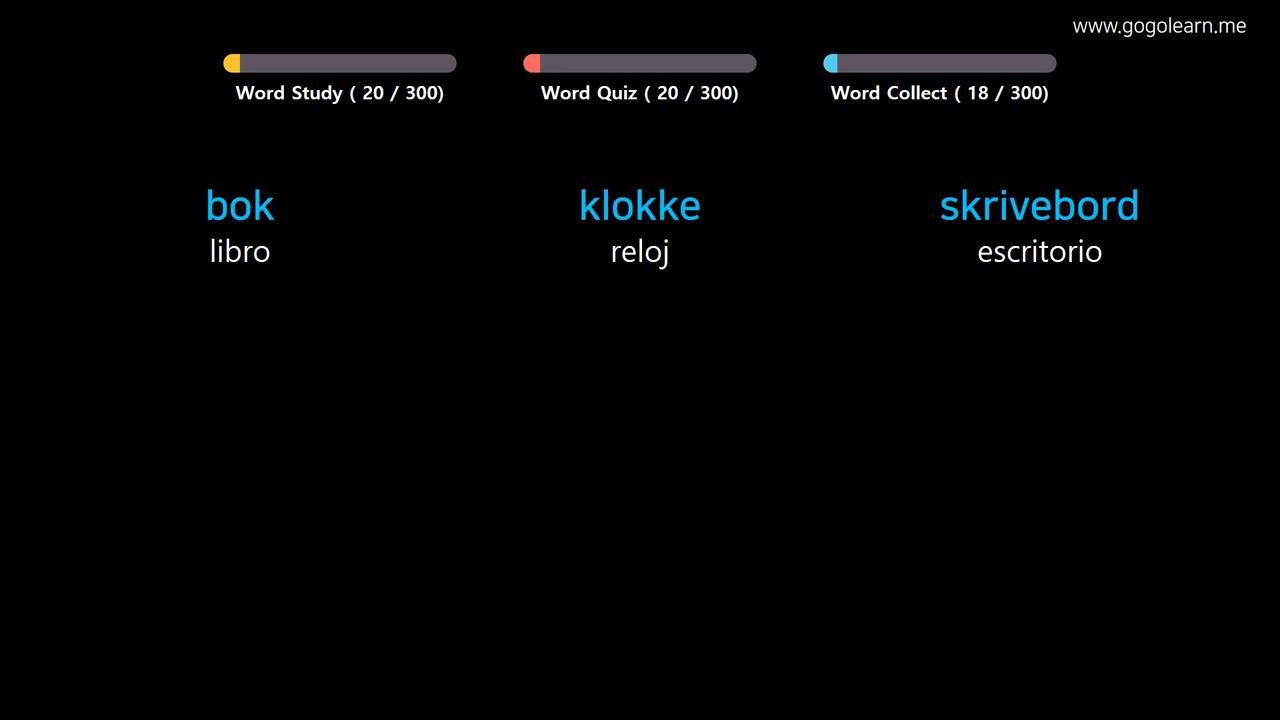 www.gogolearn.me
Word Study ( 20 / 300)
Word Quiz ( 20 / 300)
Word Collect ( 18 / 300)
bok
klokke
skrivebord
libro
reloj
escritorio